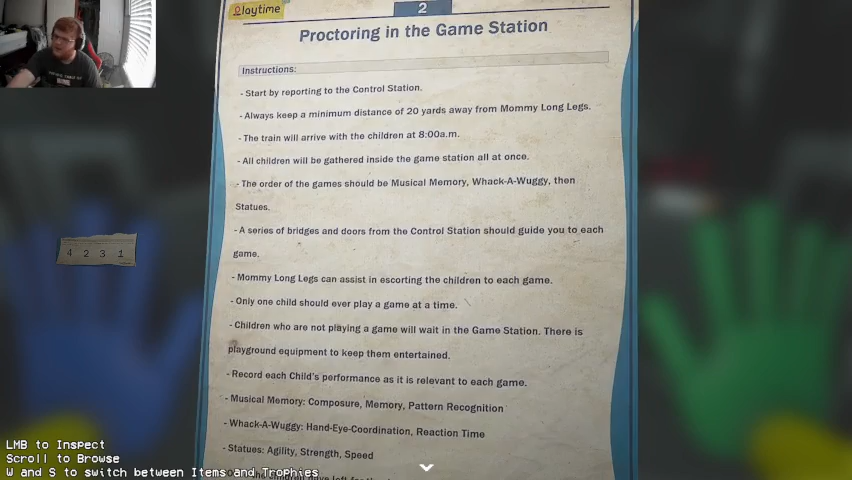 Playtime
2
Proctoring in the Game Station
Instructions:
- Start by reporting to the Control Station.
- Always keep a minimum distance of 20 yards away from Mommy Long Legs.
- The train will arrive with the children at 8:00a.m.
- All children will be gathered inside the game station all at once.
- The order of the games should be Musical Memory, Whack-A-Wuggy, then
Statues.
- A series of bridges and doors from the Control Station should guide you to each
game.
- Mommy Long Legs can assist in escorting the children to each game.
- Only one child should ever play a game at a time.
- Children who are not playing a game will wait in the Game Station. There is
playground equipment to keep them entertained.
- Record each Child's performance as it is relevant to each game.
- Musical Memory: Composure, Memory, Pattern Recognition
- Whack-A-Wuggy: Hand-Eye-Coordination, Reaction Time
- Statues: Agility, Strength, Speed
4 2 3 1
LMB to Inspect
Scroll to Browse
W and S to switch between Items and Trophies